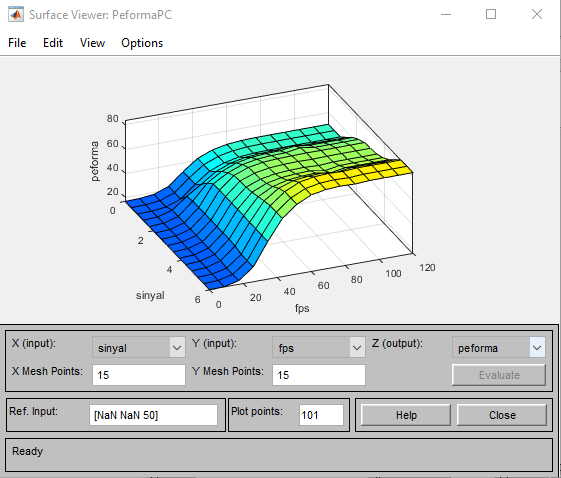 Surface Viewer: PeformaPC
File Edit View Options
80
60
40
20
peforma
0
2
4
6
sinyal
0
20
40
60
80
100
120
fps
X (input): sinyal Y (input): fps Z (output): peforma
X Mesh Points: 15 Y Mesh Points: 15 Evaluate
Ref. Input: [NaN NaN 50] Plot points: 101 Help Close
Ready